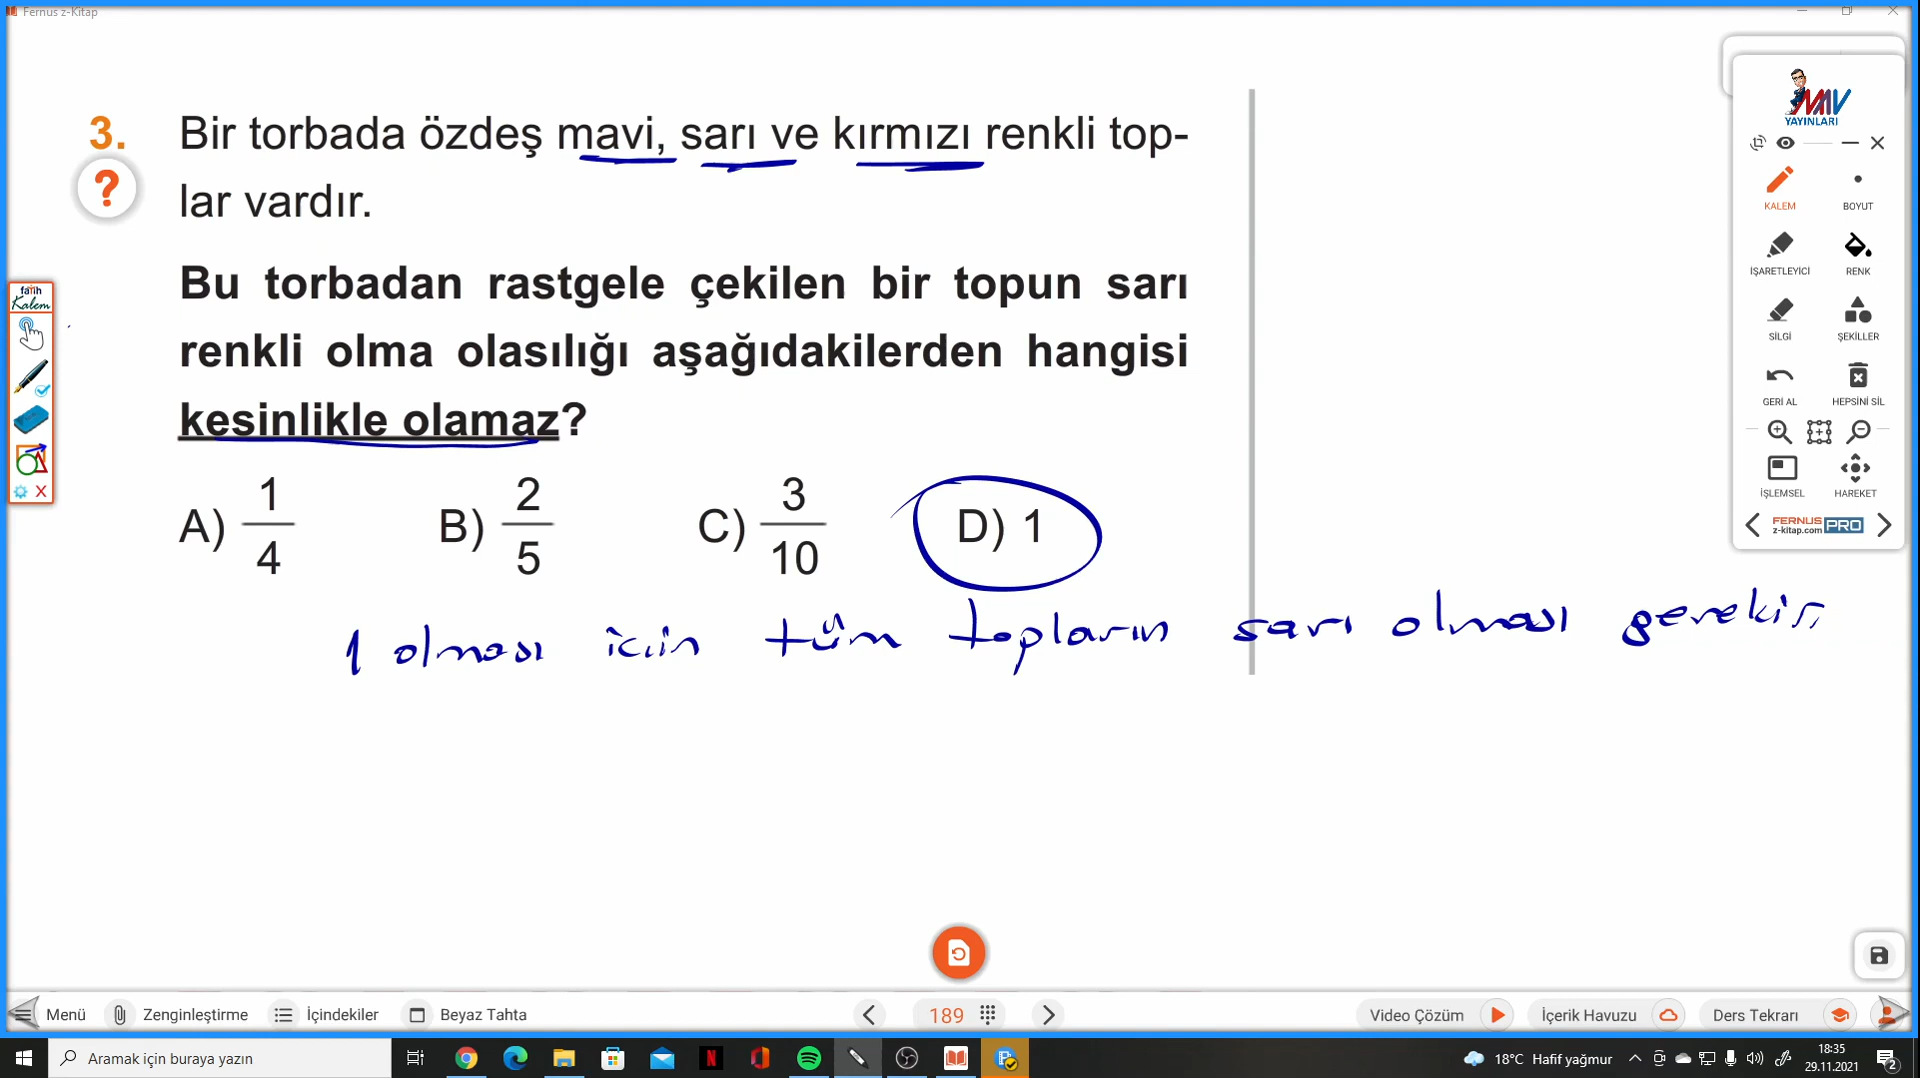 Fernus z-Kitap
3. Bir torbada özdeş mavi, sarı ve kırmızı renkli top-
lar vardır.
?
Bu torbadan rastgele çekilen bir topun sarı
renkli olma olasılığı aşağıdakilerden hangisi
kesinlikle olamaz?
A) 1/4 B) 2/5 C) 3/10 D) 1
1 olması için tüm topların sarı olması gerekir.
fatih
Kalem
MAV
YAYINLARI
KALEM BOYUT
İŞARETLEYİCİ RENK
SİLGİ ŞEKİLLER
GERİ AL HEPSİNİ SİL
İŞLEMSEL HAREKET
FERNUS PRO
z-kitap.com
Menü Zenginleştirme İçindekiler Beyaz Tahta 189 Video Çözüm İçerik Havuzu Ders Tekrarı
Aramak için buraya yazın 18°C Hafif yağmur 18:35
29.11.2021 2